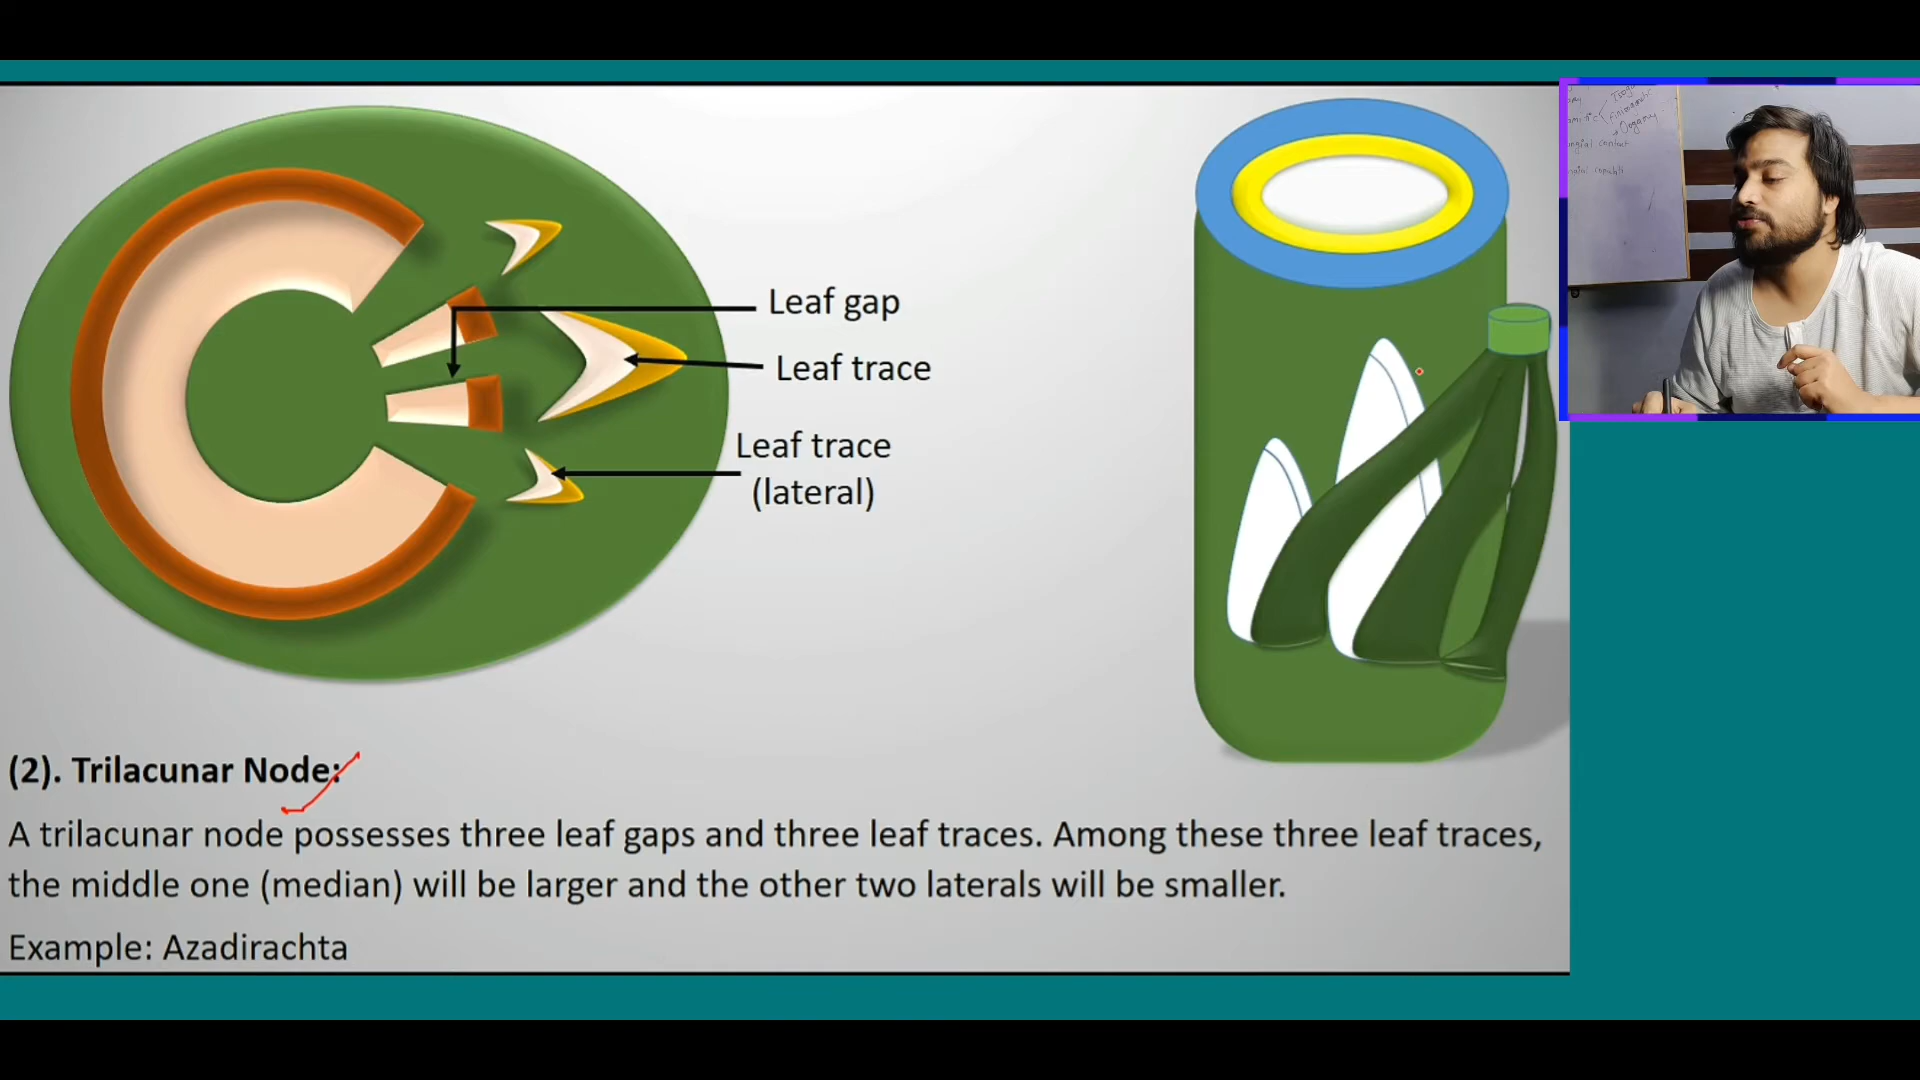 Leaf gap
Leaf trace
Leaf trace
(lateral)
(2). Trilacunar Node:
A trilacunar node possesses three leaf gaps and three leaf traces. Among these three leaf traces,
the middle one (median) will be larger and the other two laterals will be smaller.
Example: Azadirachta